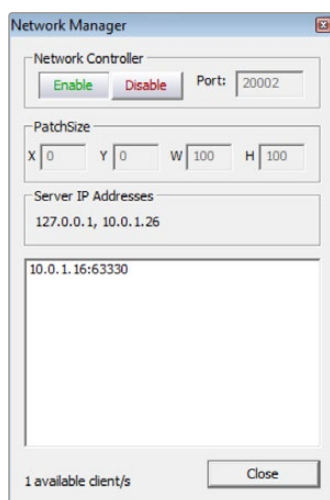 Network Manager
Network Controller
Enable Disable Port: 20002
PatchSize
X 0 Y 0 W 100 H 100
Server IP Addresses
127.0.0.1, 10.0.1.26
10.0.1.16:63330
1 available client/s Close